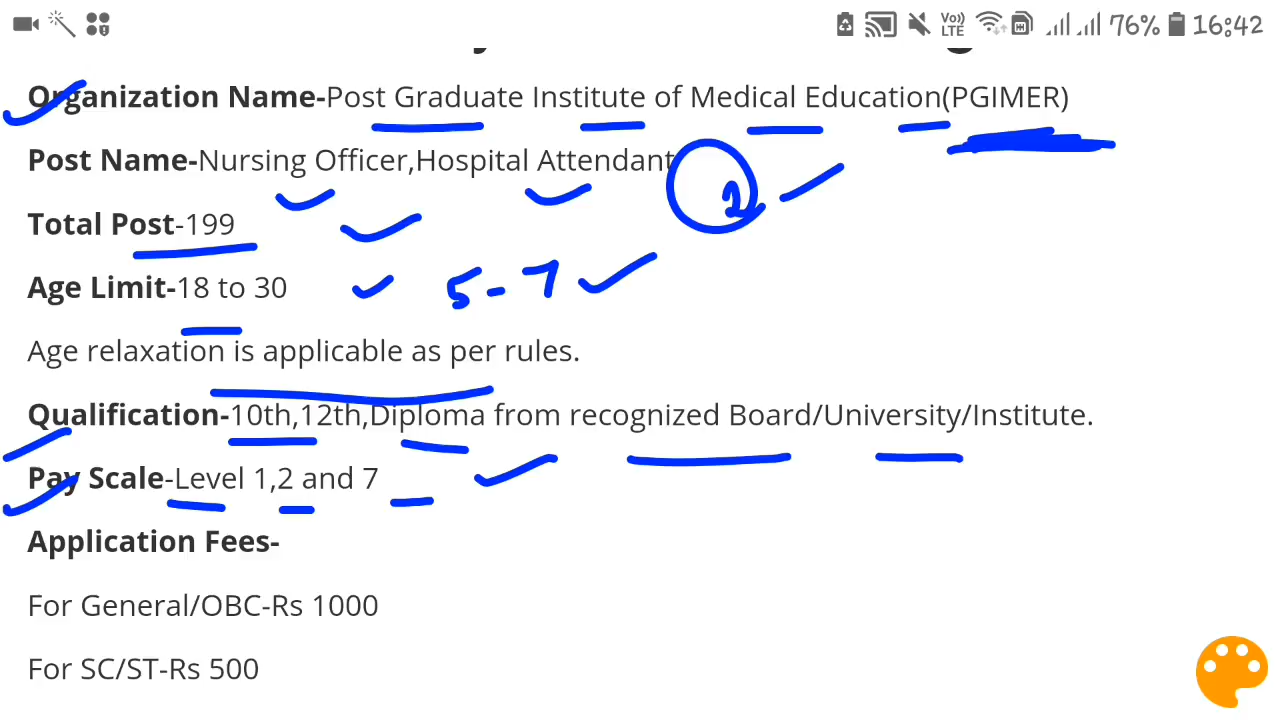 Vo)) LTE 76% 16:42
Organization Name-Post Graduate Institute of Medical Education(PGIMER)
Post Name-Nursing Officer,Hospital Attendant
2
Total Post-199
Age Limit-18 to 30 5-7
Age relaxation is applicable as per rules.
Qualification-10th,12th,Diploma from recognized Board/University/Institute.
Pay Scale-Level 1,2 and 7
Application Fees-
For General/OBC-Rs 1000
For SC/ST-Rs 500